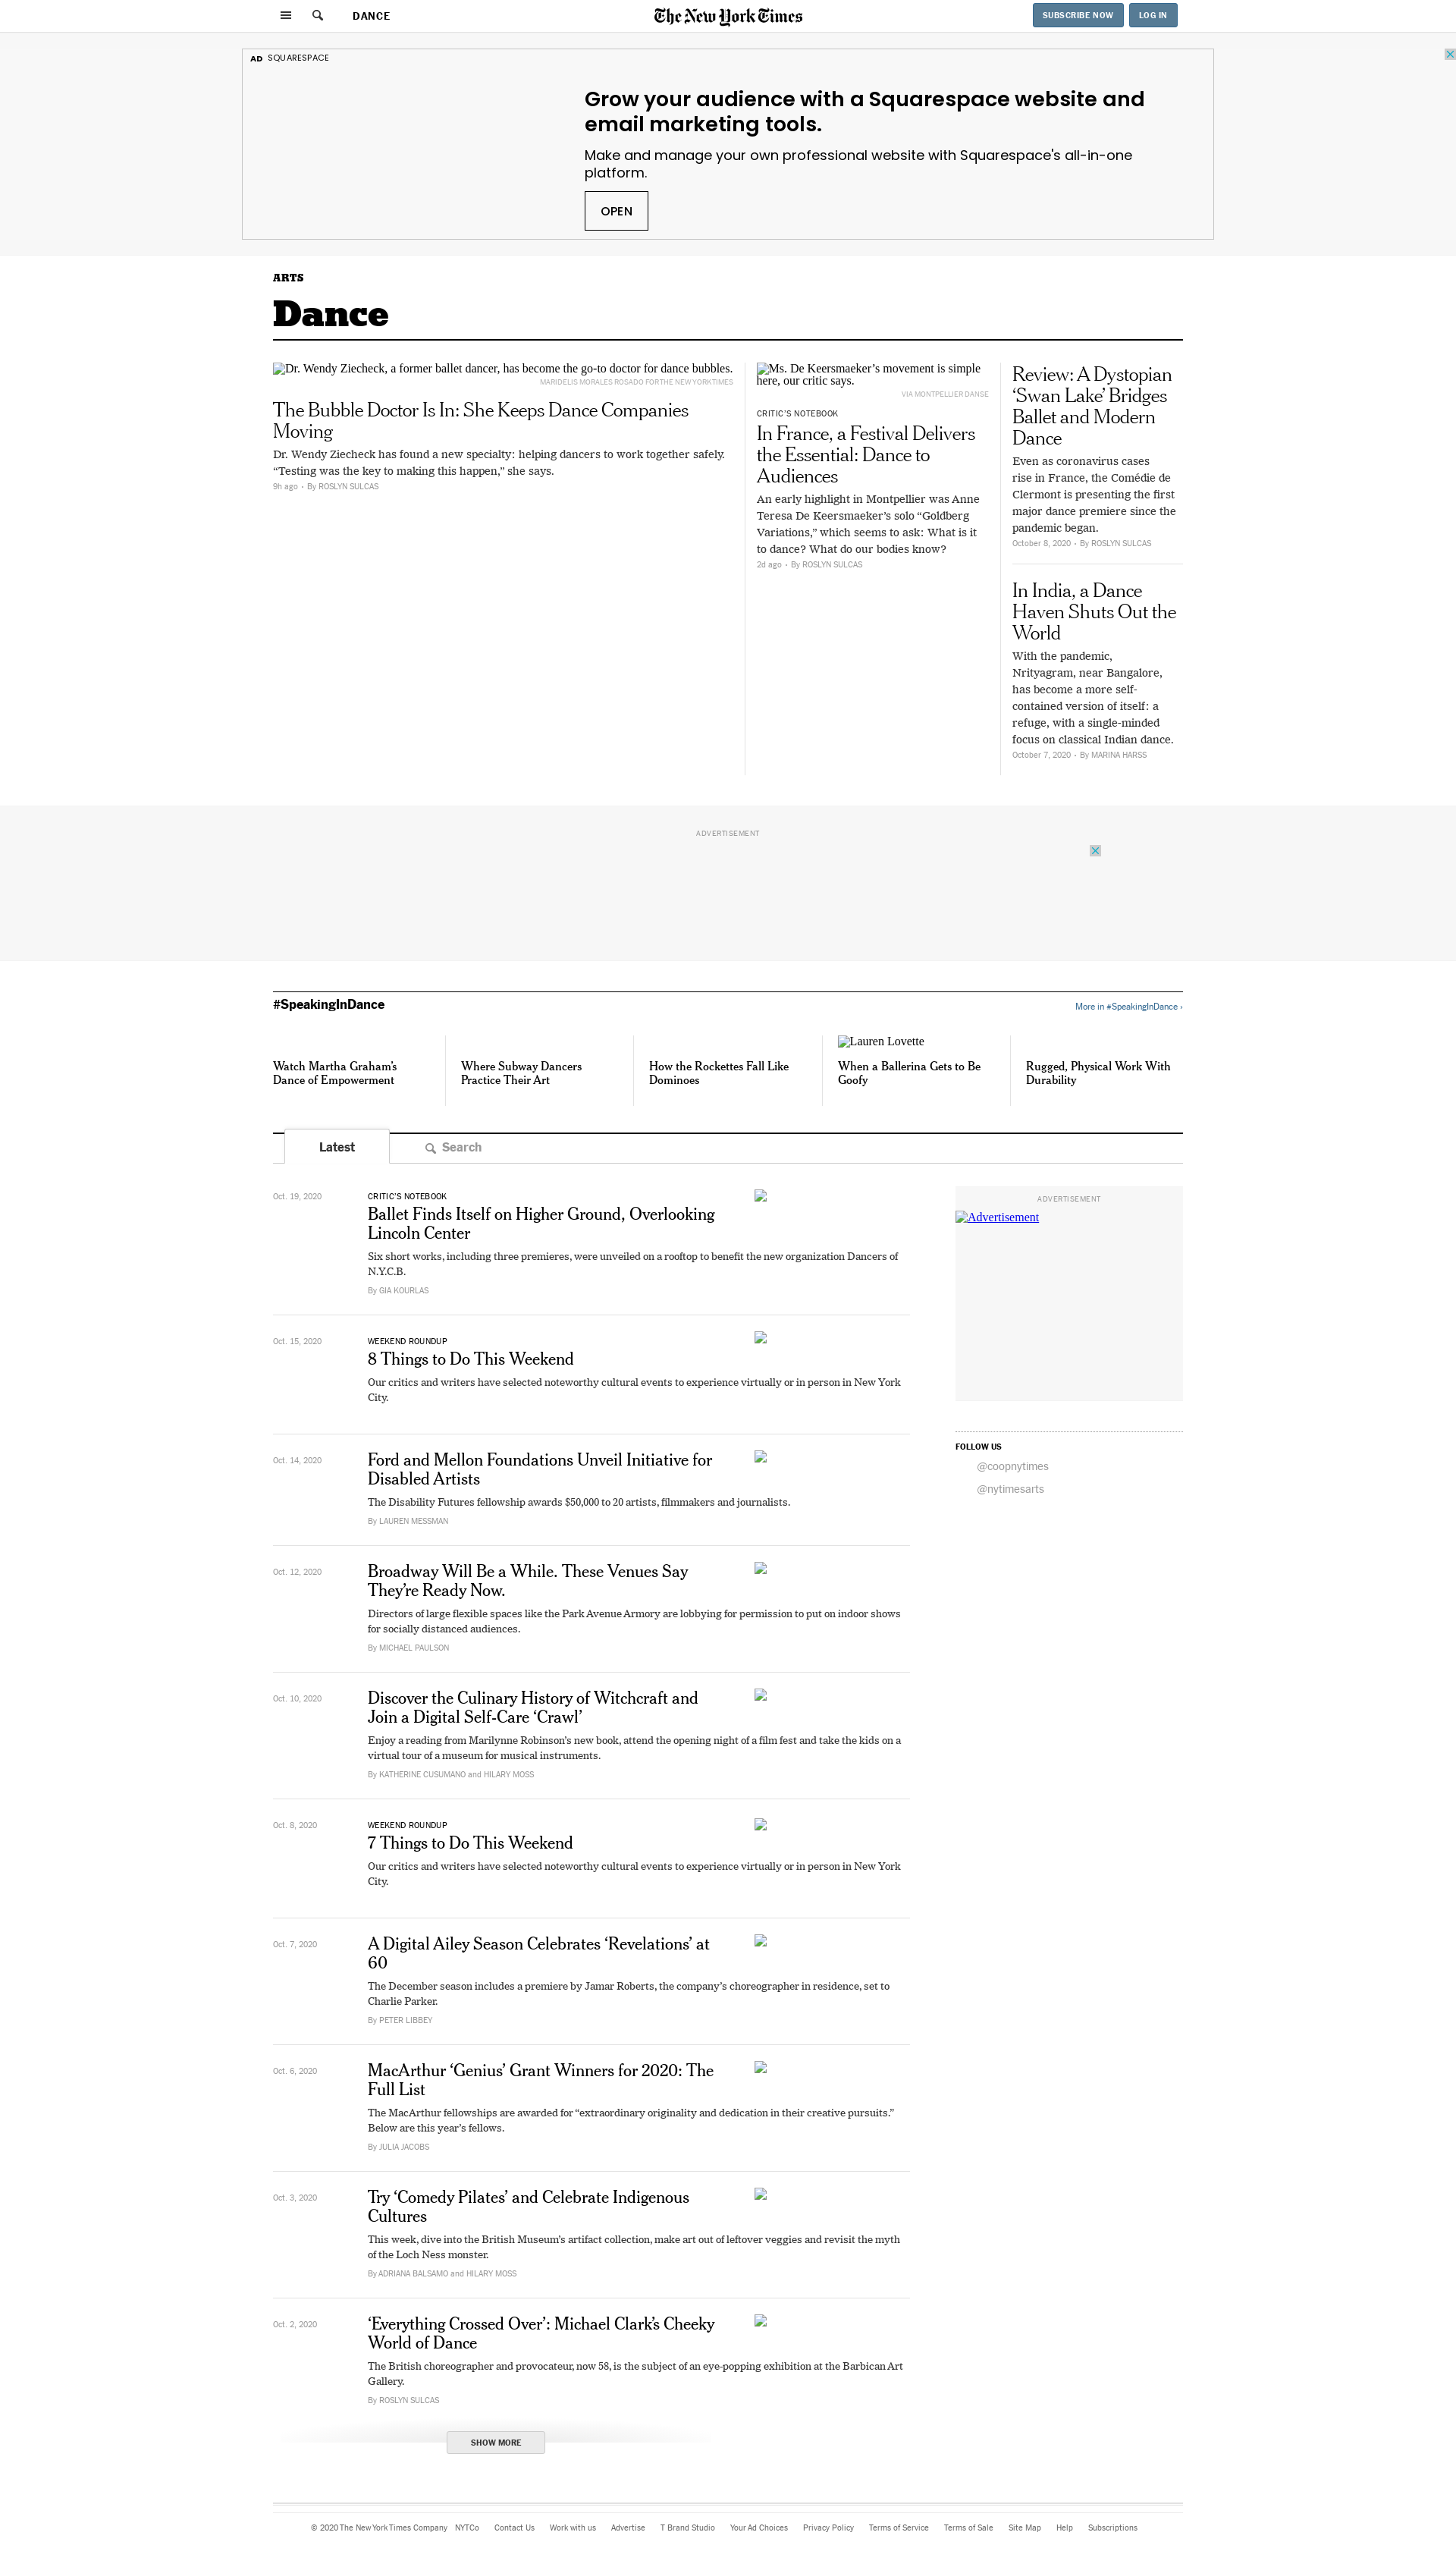 DANCE
The New York Times
SUBSCRIBE NOW
LOG IN
AD SQUARESPACE
Grow your audience with a Squarespace website and
email marketing tools.
Make and manage your own professional website with Squarespace's all-in-one
platform.
OPEN
ARTS
Dance
Dr. Wendy Ziecheck, a former ballet dancer, has become the go-to doctor for dance bubbles.
MARIDELIS MORALES ROSADO FOR THE NEW YORK TIMES
The Bubble Doctor Is In: She Keeps Dance Companies
Moving
Dr. Wendy Ziecheck has found a new specialty: helping dancers to work together safely.
“Testing was the key to making this happen,” she says.
9h ago • By ROSLYN SULCAS
Ms. De Keersmaeker’s movement is simple
here, our critic says.
VIA MONTPELLIER DANSE
CRITIC’S NOTEBOOK
In France, a Festival Delivers
the Essential: Dance to
Audiences
An early highlight in Montpellier was Anne
Teresa De Keersmaeker’s solo “Goldberg
Variations,” which seems to ask: What is it
to dance? What do our bodies know?
2d ago • By ROSLYN SULCAS
Review: A Dystopian
‘Swan Lake’ Bridges
Ballet and Modern
Dance
Even as coronavirus cases
rise in France, the Comédie de
Clermont is presenting the first
major dance premiere since the
pandemic began.
October 8, 2020 • By ROSLYN SULCAS
In India, a Dance
Haven Shuts Out the
World
With the pandemic,
Nrityagram, near Bangalore,
has become a more self-
contained version of itself: a
refuge, with a single-minded
focus on classical Indian dance.
October 7, 2020 • By MARINA HARSS
ADVERTISEMENT
#SpeakingInDance
More in #SpeakingInDance ›
Watch Martha Graham’s
Dance of Empowerment
Where Subway Dancers
Practice Their Art
How the Rockettes Fall Like
Dominoes
Lauren Lovette
When a Ballerina Gets to Be
Goofy
Rugged, Physical Work With
Durability
Latest
Search
Oct. 19, 2020
CRITIC’S NOTEBOOK
Ballet Finds Itself on Higher Ground, Overlooking
Lincoln Center
Six short works, including three premieres, were unveiled on a rooftop to benefit the new organization Dancers of
N.Y.C.B.
By GIA KOURLAS
Oct. 15, 2020
WEEKEND ROUNDUP
8 Things to Do This Weekend
Our critics and writers have selected noteworthy cultural events to experience virtually or in person in New York
City.
Oct. 14, 2020
Ford and Mellon Foundations Unveil Initiative for
Disabled Artists
The Disability Futures fellowship awards $50,000 to 20 artists, filmmakers and journalists.
By LAUREN MESSMAN
Oct. 12, 2020
Broadway Will Be a While. These Venues Say
They’re Ready Now.
Directors of large flexible spaces like the Park Avenue Armory are lobbying for permission to put on indoor shows
for socially distanced audiences.
By MICHAEL PAULSON
Oct. 10, 2020
Discover the Culinary History of Witchcraft and
Join a Digital Self-Care ‘Crawl’
Enjoy a reading from Marilynne Robinson’s new book, attend the opening night of a film fest and take the kids on a
virtual tour of a museum for musical instruments.
By KATHERINE CUSUMANO and HILARY MOSS
Oct. 8, 2020
WEEKEND ROUNDUP
7 Things to Do This Weekend
Our critics and writers have selected noteworthy cultural events to experience virtually or in person in New York
City.
Oct. 7, 2020
A Digital Ailey Season Celebrates ‘Revelations’ at
60
The December season includes a premiere by Jamar Roberts, the company’s choreographer in residence, set to
Charlie Parker.
By PETER LIBBEY
Oct. 6, 2020
MacArthur ‘Genius’ Grant Winners for 2020: The
Full List
The MacArthur fellowships are awarded for “extraordinary originality and dedication in their creative pursuits.”
Below are this year’s fellows.
By JULIA JACOBS
Oct. 3, 2020
Try ‘Comedy Pilates’ and Celebrate Indigenous
Cultures
This week, dive into the British Museum’s artifact collection, make art out of leftover veggies and revisit the myth
of the Loch Ness monster.
By ADRIANA BALSAMO and HILARY MOSS
Oct. 2, 2020
‘Everything Crossed Over’: Michael Clark’s Cheeky
World of Dance
The British choreographer and provocateur, now 58, is the subject of an eye-popping exhibition at the Barbican Art
Gallery.
By ROSLYN SULCAS
SHOW MORE
ADVERTISEMENT
Advertisement
FOLLOW US
@coopnytimes
@nytimesarts
© 2020 The New York Times Company NYTCo Contact Us Work with us Advertise T Brand Studio Your Ad Choices Privacy Policy Terms of Service Terms of Sale Site Map Help Subscriptions